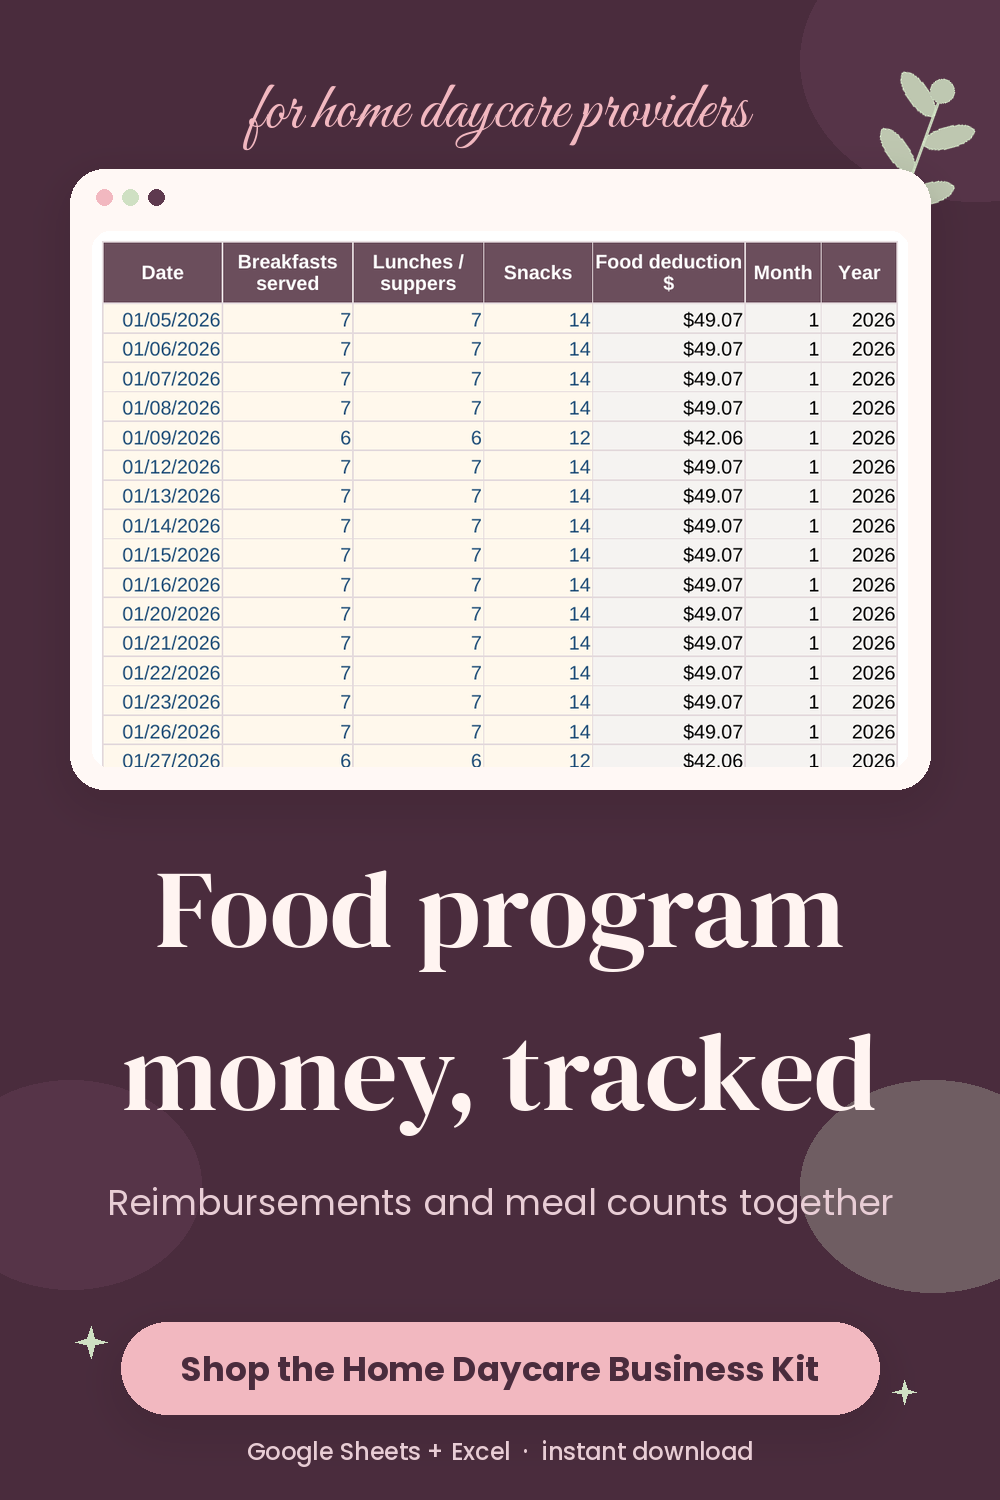 for home daycare providers
Date Breakfasts served Lunches / suppers Snacks Food deduction $ Month Year
01/05/2026 7 7 14 $49.07 1 2026
01/06/2026 7 7 14 $49.07 1 2026
01/07/2026 7 7 14 $49.07 1 2026
01/08/2026 7 7 14 $49.07 1 2026
01/09/2026 6 6 12 $42.06 1 2026
01/12/2026 7 7 14 $49.07 1 2026
01/13/2026 7 7 14 $49.07 1 2026
01/14/2026 7 7 14 $49.07 1 2026
01/15/2026 7 7 14 $49.07 1 2026
01/16/2026 7 7 14 $49.07 1 2026
01/20/2026 7 7 14 $49.07 1 2026
01/21/2026 7 7 14 $49.07 1 2026
01/22/2026 7 7 14 $49.07 1 2026
01/23/2026 7 7 14 $49.07 1 2026
01/26/2026 7 7 14 $49.07 1 2026
01/27/2026 6 6 12 $42.06 1 2026
Food program
money, tracked
Reimbursements and meal counts together
Shop the Home Daycare Business Kit
Google Sheets + Excel · instant download